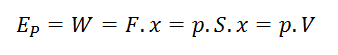 E_P = W = F.x = p.S.x = p.V